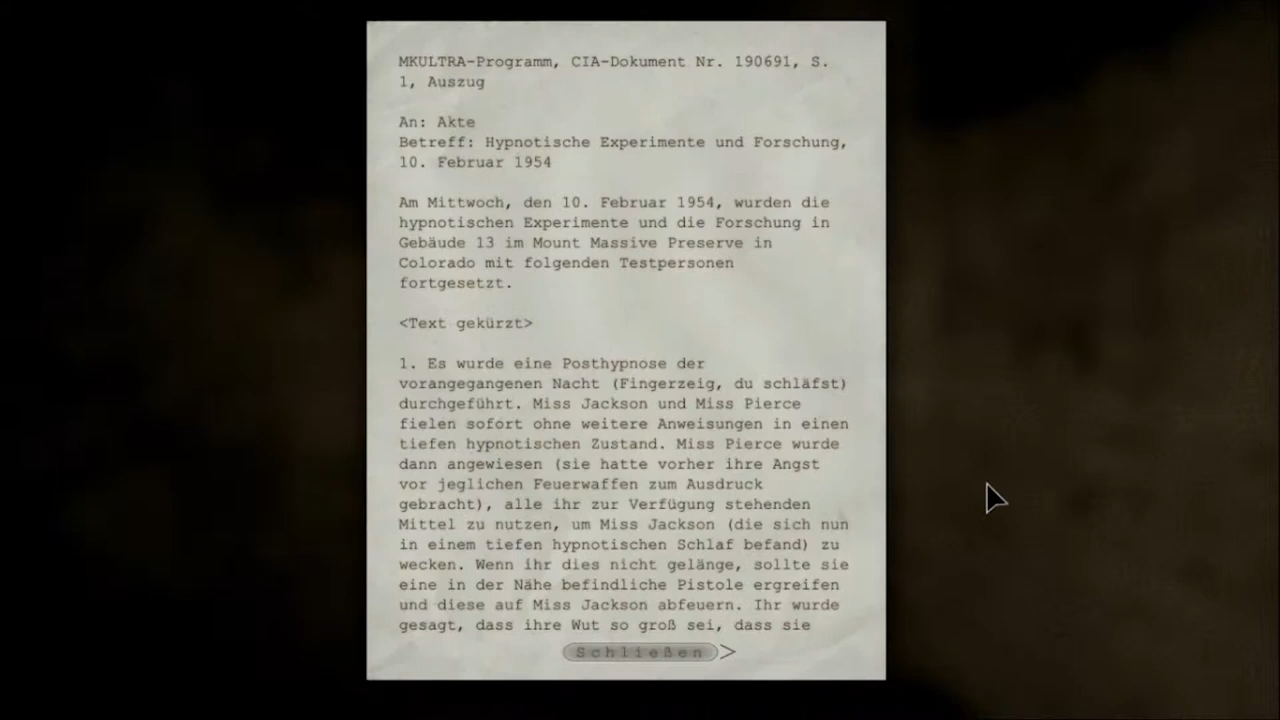 MKULTRA-Programm, CIA-Dokument Nr. 190691, S.
1, Auszug
An: Akte
Betreff: Hypnotische Experimente und Forschung,
10. Februar 1954
Am Mittwoch, den 10. Februar 1954, wurden die
hypnotischen Experimente und die Forschung in
Gebäude 13 im Mount Massive Preserve in
Colorado mit folgenden Testpersonen
fortgesetzt.
<Text gekürzt>
1. Es wurde eine Posthypnose der
vorangegangenen Nacht (Fingerzeig, du schläfst)
durchgeführt. Miss Jackson und Miss Pierce
fielen sofort ohne weitere Anweisungen in einen
tiefen hypnotischen Zustand. Miss Pierce wurde
dann angewiesen (sie hatte vorher ihre Angst
vor jeglichen Feuerwaffen zum Ausdruck
gebracht), alle ihr zur Verfügung stehenden
Mittel zu nutzen, um Miss Jackson (die sich nun
in einem tiefen hypnotischen Schlaf befand) zu
wecken. Wenn ihr dies nicht gelänge, sollte sie
eine in der Nähe befindliche Pistole ergreifen
und diese auf Miss Jackson abfeuern. Ihr wurde
gesagt, dass ihre Wut so groß sei, dass sie
Schließen >